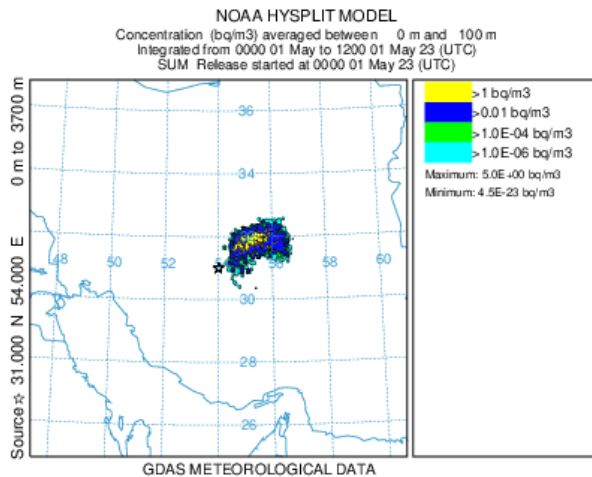 NOAA HYSPLIT MODEL
Concentration (bq/m3) averaged between 0 m and 100 m
Integrated from 0000 01 May to 1200 01 May 23 (UTC)
SUM Release started at 0000 01 May 23 (UTC)
Source ☆ 31.000 N 54.000 E 0 m to 3700 m
36
34
48 50 52 56 60
30
28
26
>1 bq/m3
>0.01 bq/m3
>1.0E-04 bq/m3
>1.0E-06 bq/m3
Maximum: 5.0E+00 bq/m3
Minimum: 4.5E-23 bq/m3
GDAS METEOROLOGICAL DATA